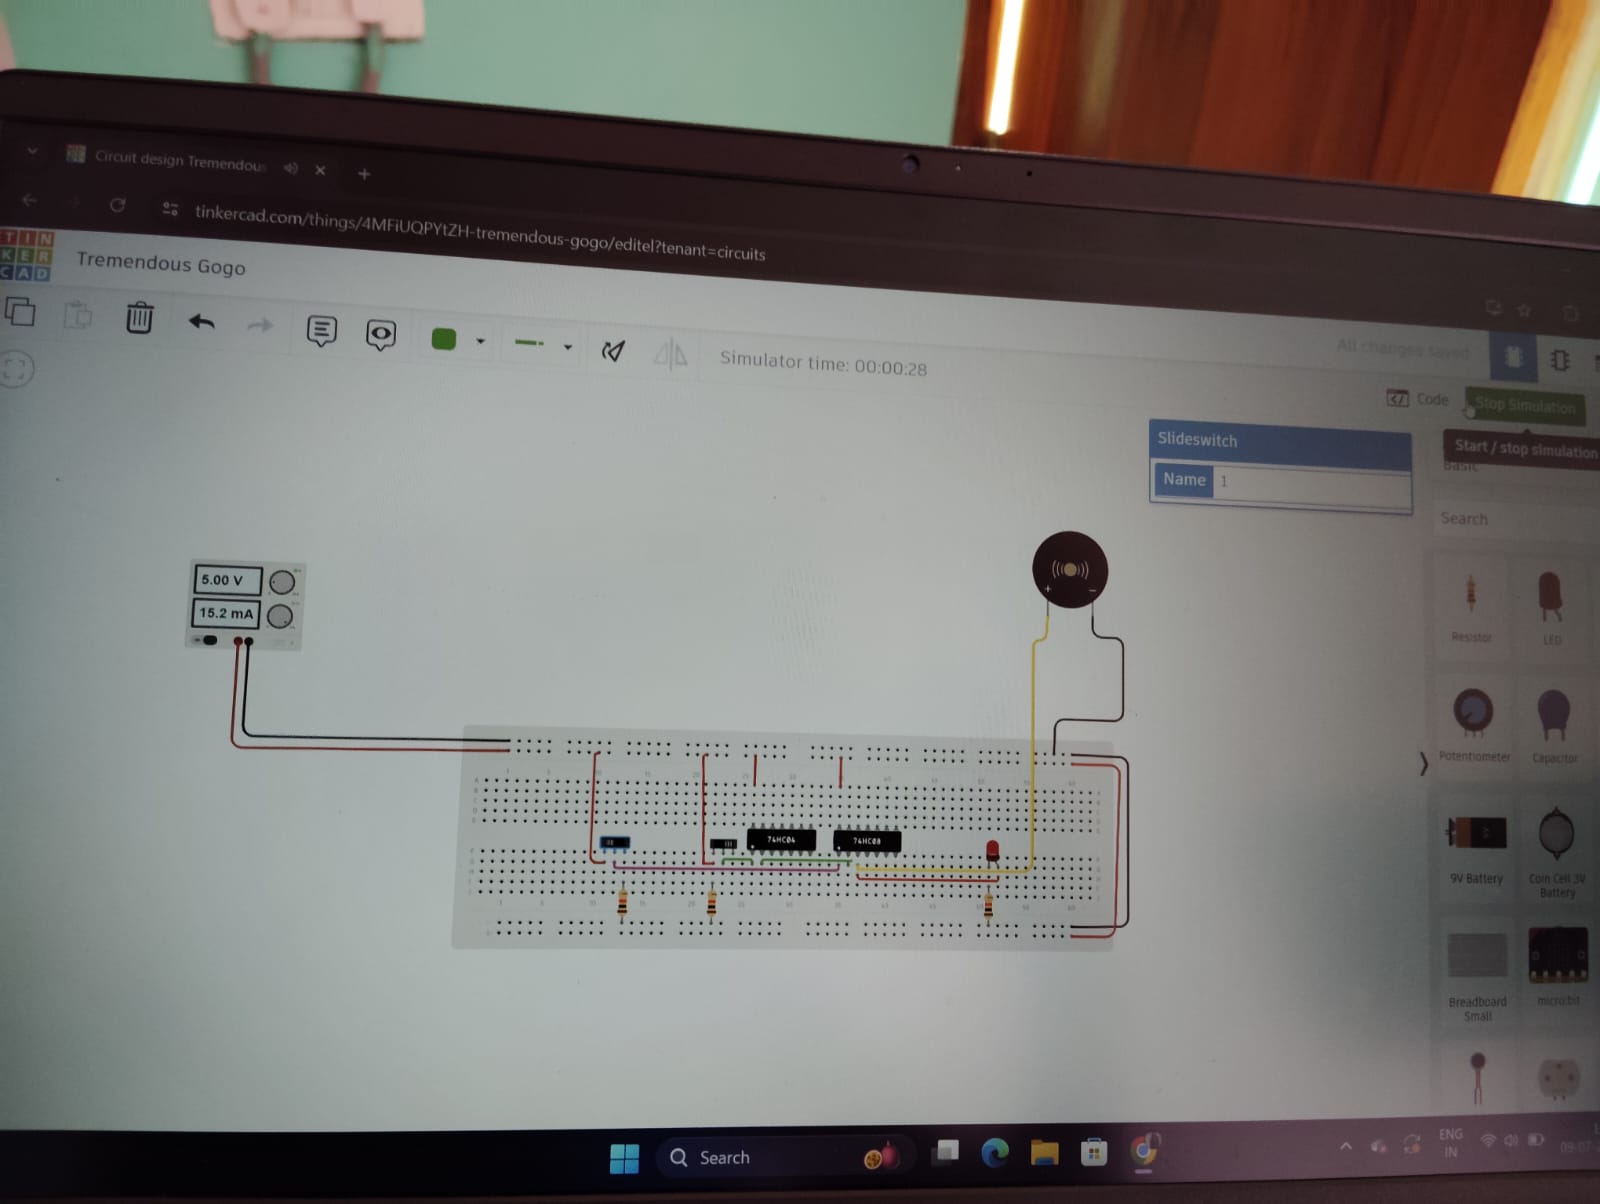 Circuit design Tremendous
tinkercad.com/things/4MFiUQPYtZH-tremendous-gogo/editel?tenant=circuits
TIN
KER
CAD
Tremendous Gogo
Simulator time: 00:00:28
All changes saved
Code
Stop Simulation
Start / stop simulation
Basic
Slideswitch
Name 1
Search
Resistor
LED
Potentiometer
Capacitor
9V Battery
Coin Cell 3V
Battery
Breadboard
Small
micro:bit
5.00 V
15.2 mA
+ −
74HC04
74HC08
Search
ENG
IN